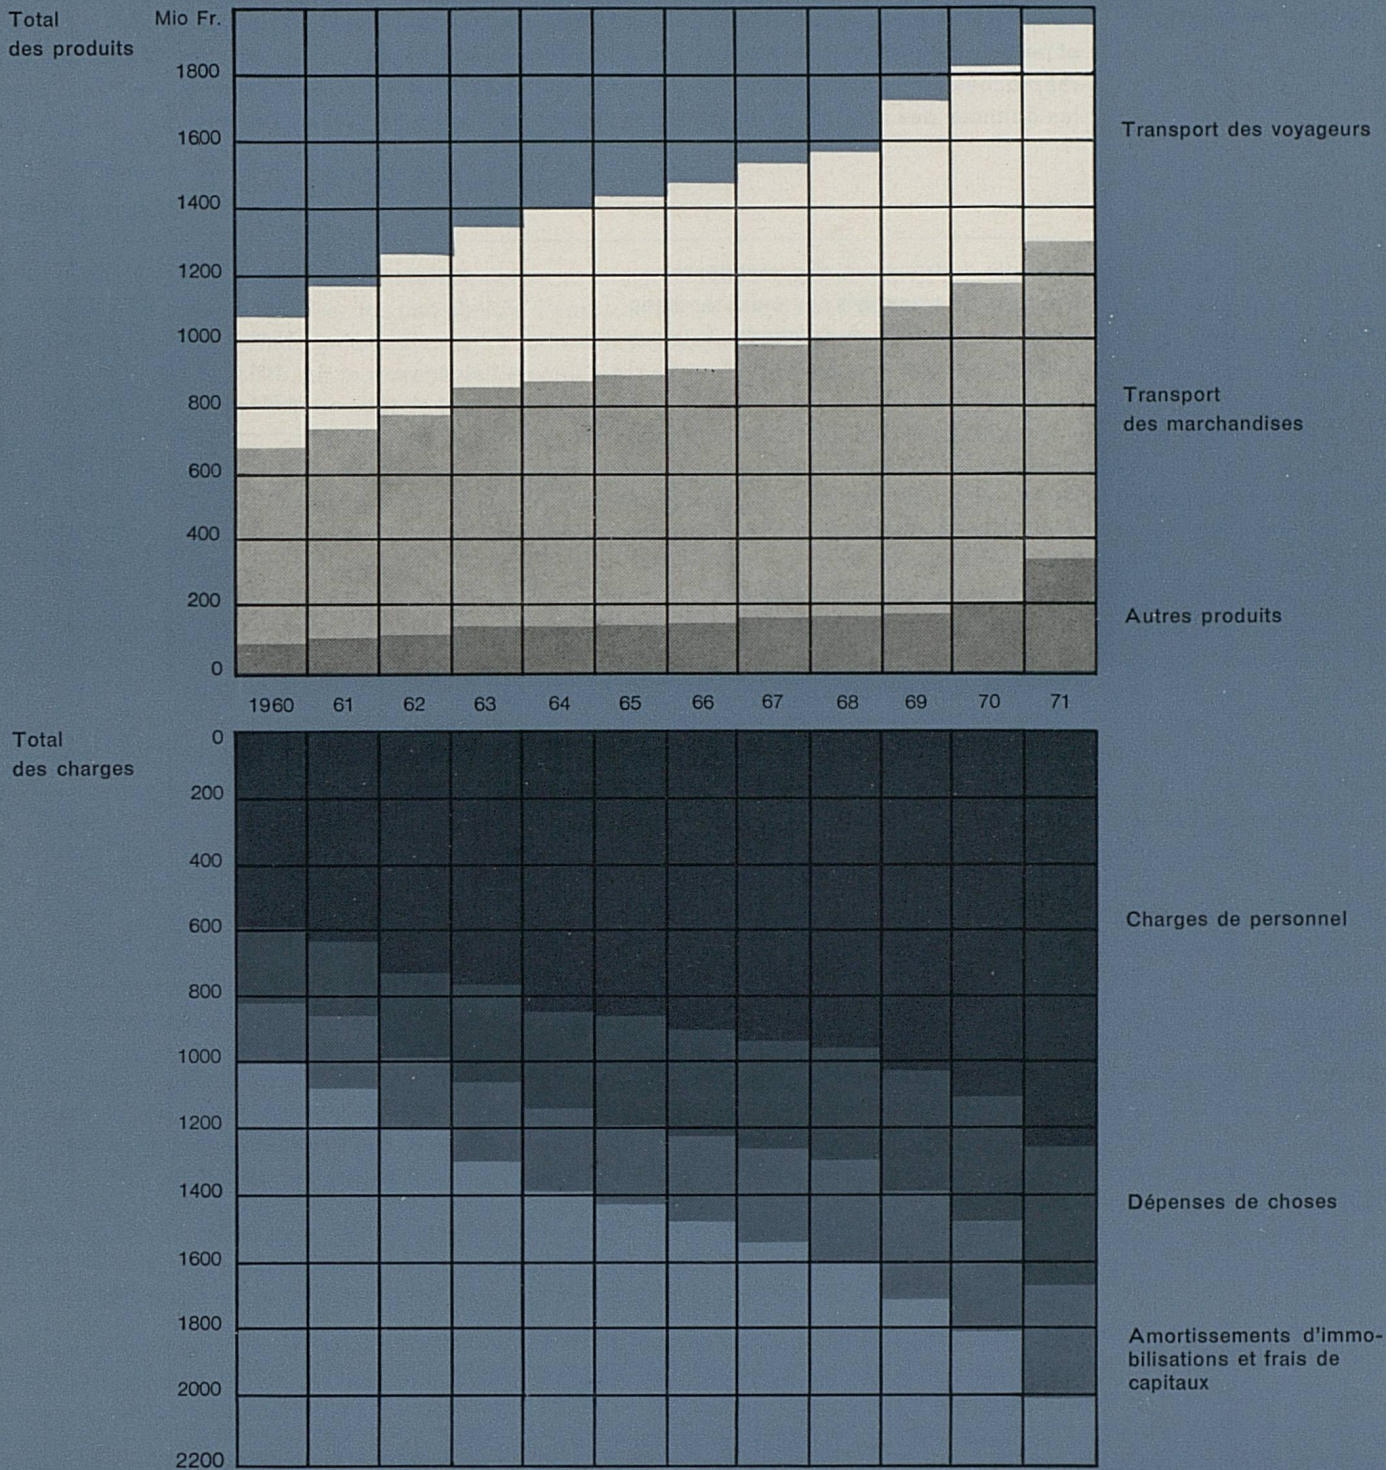 Total
des produits
Mio Fr.
1800
1600
1400
1200
1000
800
600
400
200
0
Transport des voyageurs
Transport
des marchandises
Autres produits
1960 61 62 63 64 65 66 67 68 69 70 71
Total
des charges
0
200
400
600
800
1000
1200
1400
1600
1800
2000
2200
Charges de personnel
Dépenses de choses
Amortissements d'immo-
bilisations et frais de
capitaux